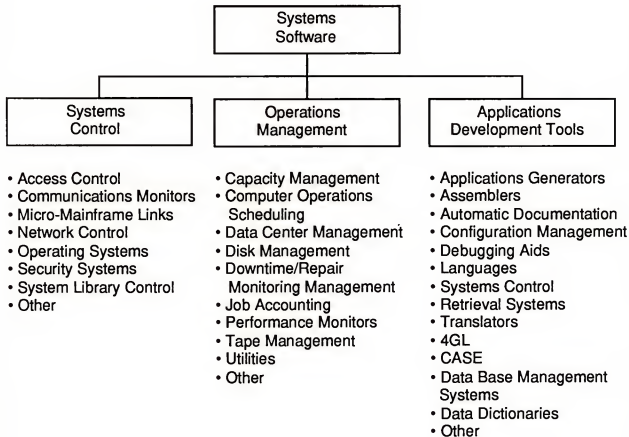 Systems
Software
Systems
Control
• Access Control
• Communications Monitors
• Micro-Mainframe Links
• Network Control
• Operating Systems
• Security Systems
• System Library Control
• Other
Operations
Management
• Capacity Management
• Computer Operations
Scheduling
• Data Center Management
• Disk Management
• Downtime/Repair
Monitoring Management
• Job Accounting
• Performance Monitors
• Tape Management
• Utilities
• Other
Applications
Development Tools
• Applications Generators
• Assemblers
• Automatic Documentation
• Configuration Management
• Debugging Aids
• Languages
• Systems Control
• Retrieval Systems
• Translators
• 4GL
• CASE
• Data Base Management
Systems
• Data Dictionaries
• Other